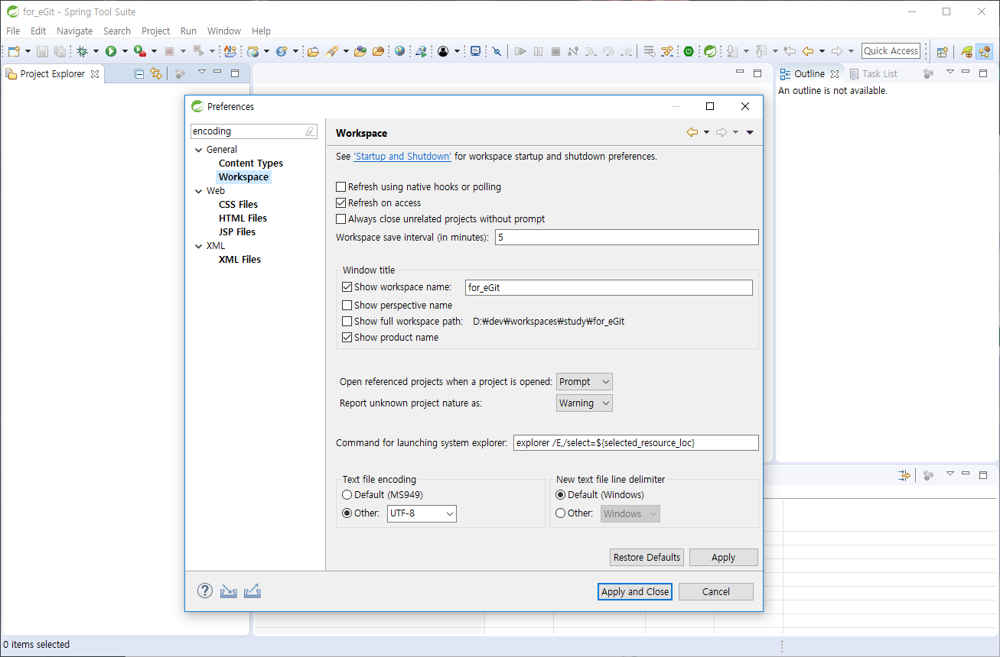 for_eGit - Spring Tool Suite
File Edit Navigate Search Project Run Window Help
Quick Access
Project Explorer
Outline
Task List
An outline is not available.
Preferences
encoding
General
Content Types
Workspace
Web
CSS Files
HTML Files
JSP Files
XML
XML Files
Workspace
See 'Startup and Shutdown' for workspace startup and shutdown preferences.
Refresh using native hooks or polling
Refresh on access
Always close unrelated projects without prompt
Workspace save interval (in minutes): 5
Window title
Show workspace name: for_eGit
Show perspective name
Show full workspace path: D:₩dev₩workspaces₩study₩for_eGit
Show product name
Open referenced projects when a project is opened: Prompt
Report unknown project nature as: Warning
Command for launching system explorer: explorer /E,/select=${selected_resource_loc}
Text file encoding
Default (MS949)
Other: UTF-8
New text file line delimiter
Default (Windows)
Other: Windows
Restore Defaults Apply
Apply and Close Cancel
0 items selected